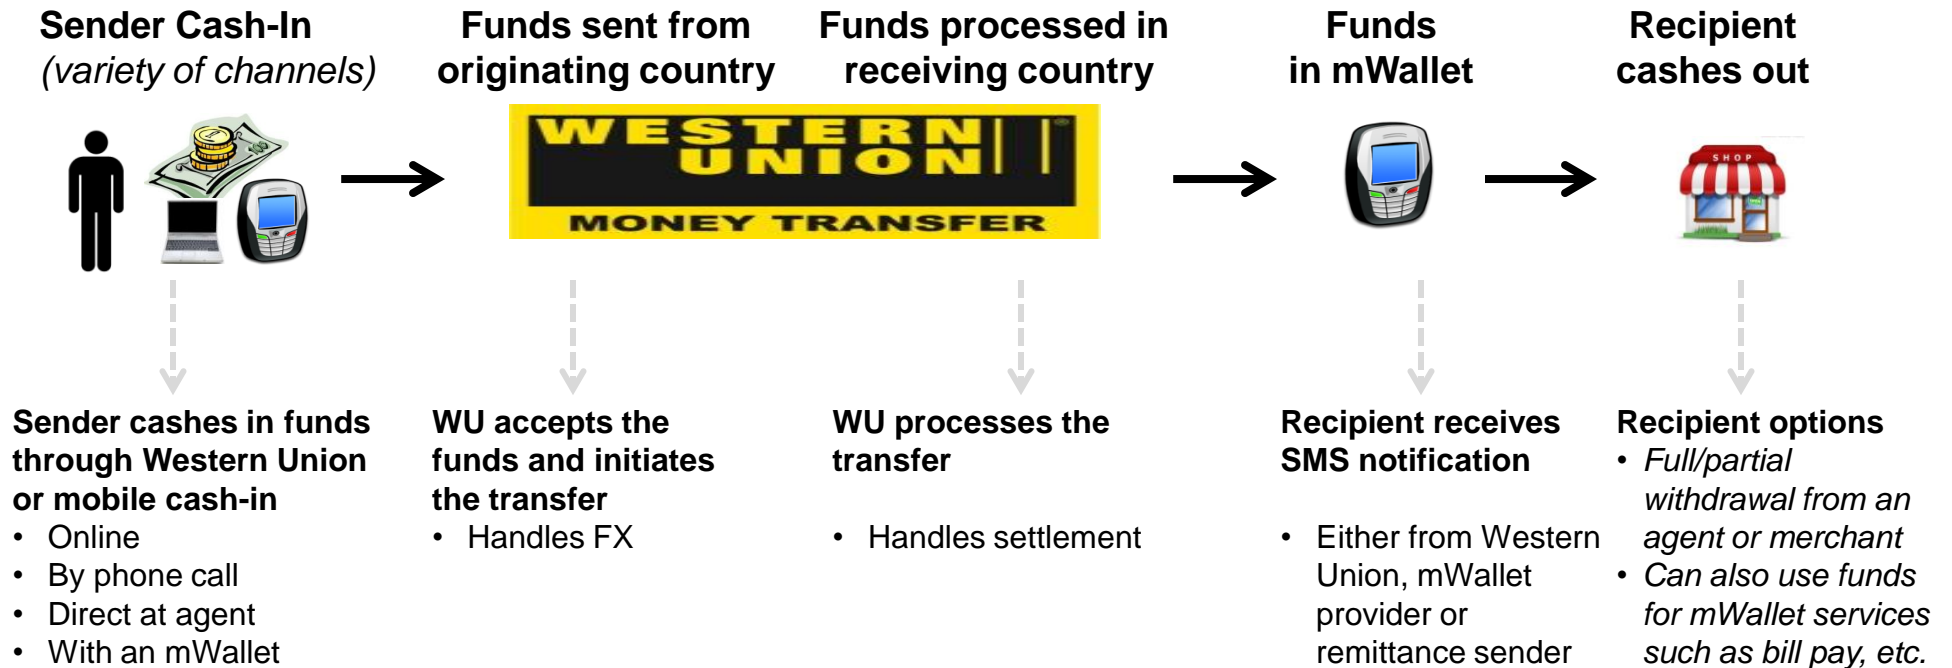 Sender Cash-In
(variety of channels)
Funds sent from
originating country
Funds processed in
receiving country
Funds
in mWallet
Recipient
cashes out
WESTERN
UNION
®
MONEY TRANSFER
100
SHOP
Sender cashes in funds
through Western Union
or mobile cash-in
• Online
• By phone call
• Direct at agent
• With an mWallet
WU accepts the
funds and initiates
the transfer
• Handles FX
WU processes the
transfer
• Handles settlement
Recipient receives
SMS notification
• Either from Western
Union, mWallet
provider or
remittance sender
Recipient options
• Full/partial
withdrawal from an
agent or merchant
• Can also use funds
for mWallet services
such as bill pay, etc.